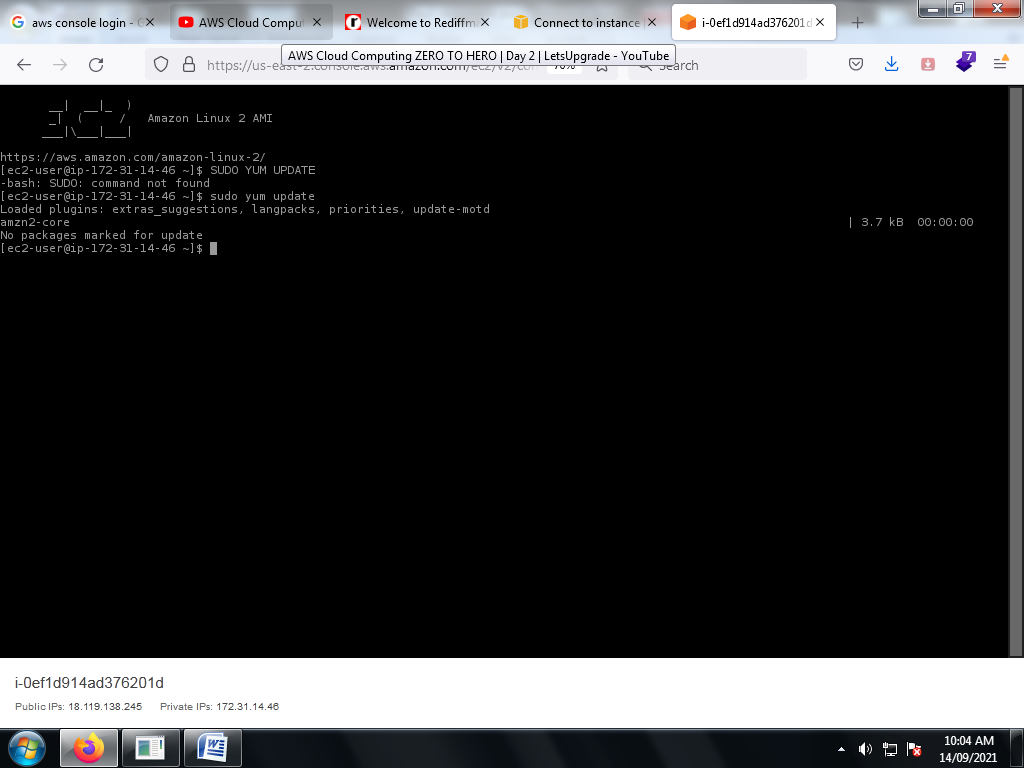 aws console login - G
AWS Cloud Comput
Welcome to Rediffma
Connect to instance
i-0ef1d914ad376201d
AWS Cloud Computing ZERO TO HERO | Day 2 | LetsUpgrade - YouTube
https://us-east-2.console.aws.amazon.com/ec2/v2/co
Search
7
Amazon Linux 2 AMI
https://aws.amazon.com/amazon-linux-2/
[ec2-user@ip-172-31-14-46 ~]$ SUDO YUM UPDATE
-bash: SUDO: command not found
[ec2-user@ip-172-31-14-46 ~]$ sudo yum update
Loaded plugins: extras_suggestions, langpacks, priorities, update-motd
amzn2-core | 3.7 kB 00:00:00
No packages marked for update
[ec2-user@ip-172-31-14-46 ~]$
i-0ef1d914ad376201d
Public IPs: 18.119.138.245 Private IPs: 172.31.14.46
10:04 AM
14/09/2021